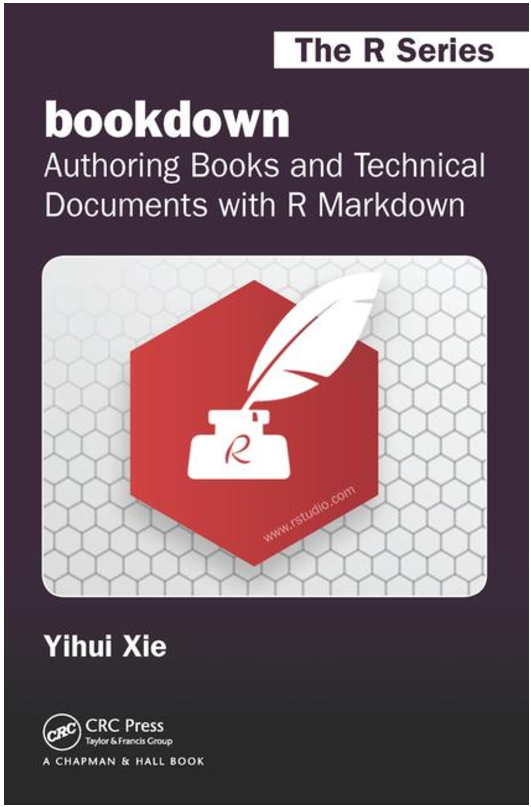 The R Series
bookdown
Authoring Books and Technical
Documents with R Markdown
R
www.rstudio.com
Yihui Xie
CRC
CRC Press
Taylor & Francis Group
A CHAPMAN & HALL BOOK